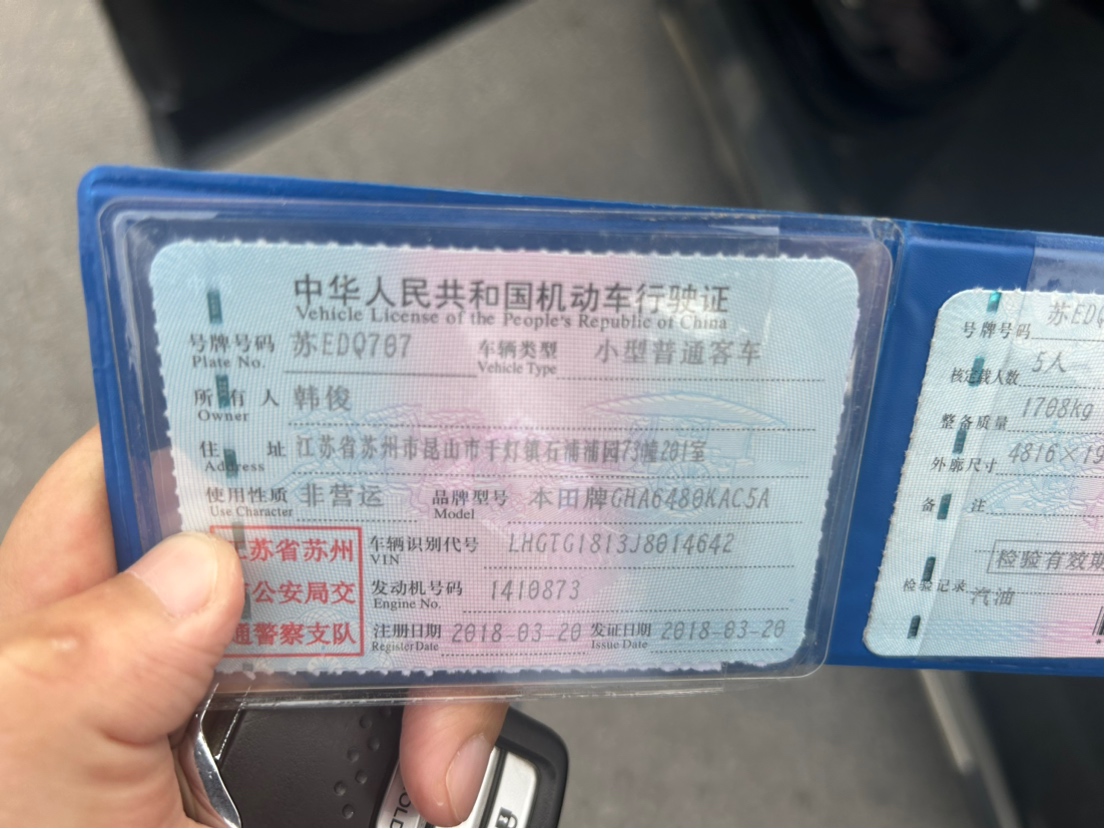 中华人民共和国机动车行驶证
Vehicle License of the People's Republic of China
号牌号码 苏EDQ707 车辆类型 小型普通客车
Plate No. Vehicle Type
所有人 韩俊
Owner
住址 江苏省苏州市昆山市千灯镇石浦浦园73幢201室
Address
使用性质 非营运 品牌型号 本田牌GHA6480KAC5A
Use Character Model
江苏省苏州 车辆识别代号 LHGTG1813J8014642
VIN
公安局交 发动机号码 1410873
Engine No.
通警察支队 注册日期 2018-03-20 发证日期 2018-03-20
Register Date Issue Date
号牌号码 苏EDQ
核定载人数 5人
整备质量 1708kg
外廓尺寸 4816×19
备注
检验有效期
检验记录 汽油
OLD